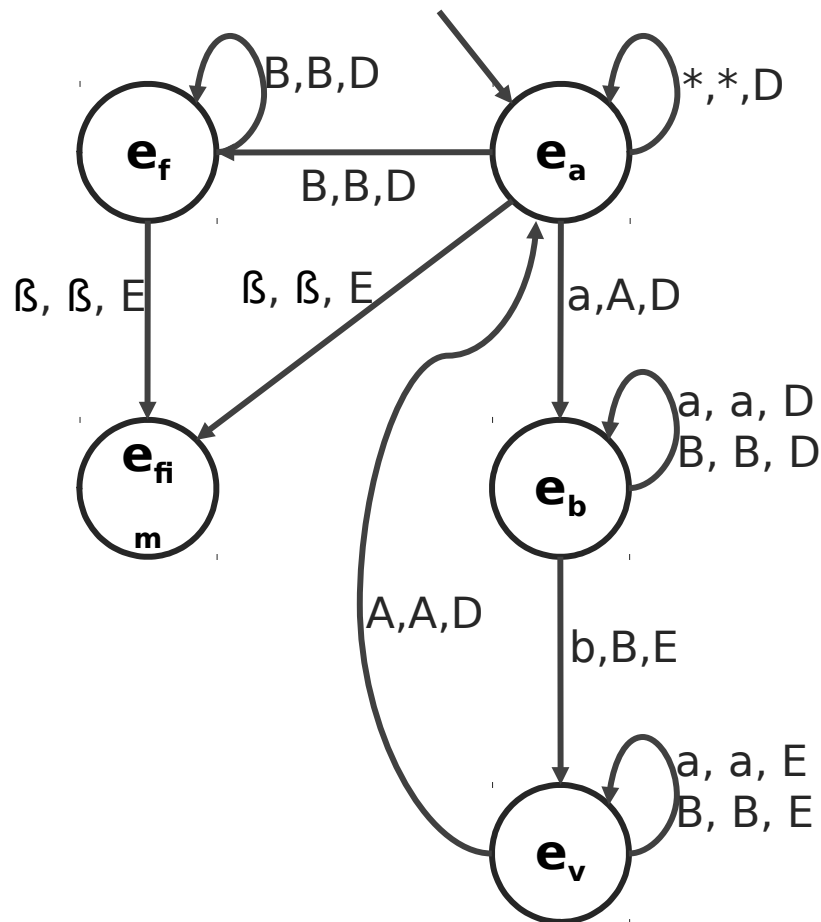 B,B,D
*,*,D
e_f
e_a
B,B,D
ß, ß, E
ß, ß, E
a,A,D
a, a, D
B, B, D
e_fi
m
e_b
A,A,D
b,B,E
a, a, E
B, B, E
e_v